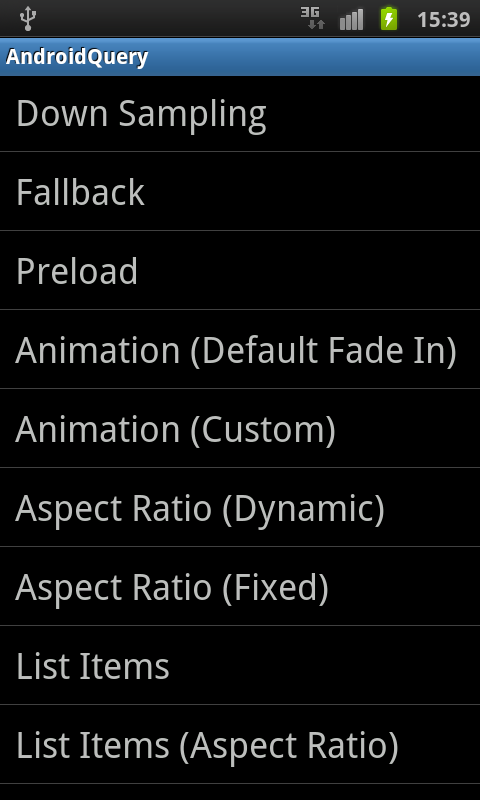 3G 15:39
AndroidQuery
Down Sampling
Fallback
Preload
Animation (Default Fade In)
Animation (Custom)
Aspect Ratio (Dynamic)
Aspect Ratio (Fixed)
List Items
List Items (Aspect Ratio)